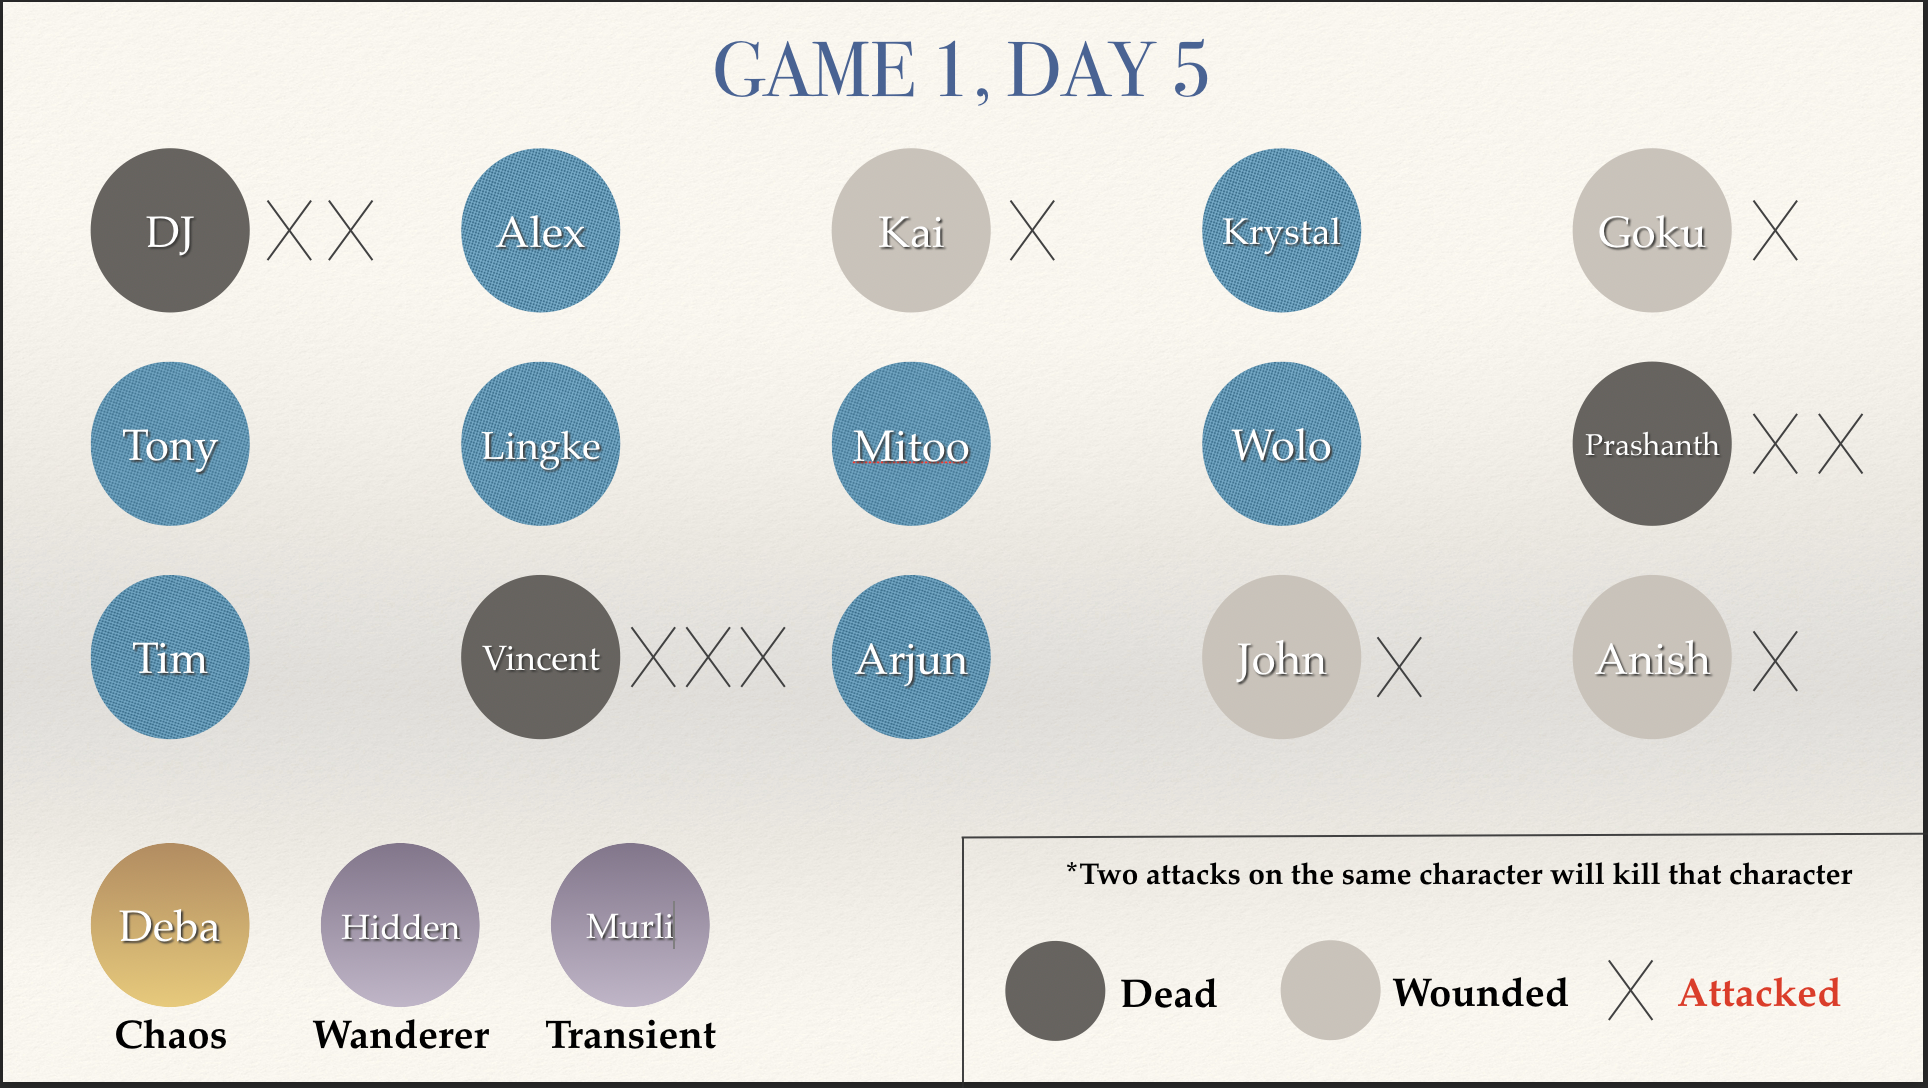 GAME 1, DAY 5
DJ
Alex
Kai
Krystal
Goku
Tony
Lingke
Mitoo
Wolo
Prashanth
Tim
Vincent
Arjun
John
Anish
Deba
Hidden
Murli
Chaos
Wanderer
Transient
*Two attacks on the same character will kill that character
Dead
Wounded
Attacked